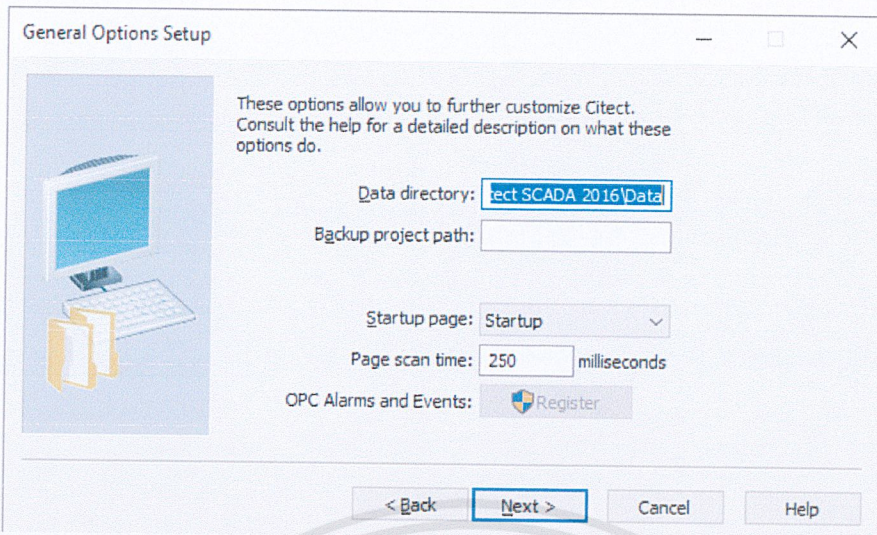 General Options Setup
These options allow you to further customize Citect.
Consult the help for a detailed description on what these
options do.
Data directory: tect SCADA 2016\Data
Backup project path:
Startup page: Startup
Page scan time: 250 milliseconds
OPC Alarms and Events: Register
< Back Next > Cancel Help